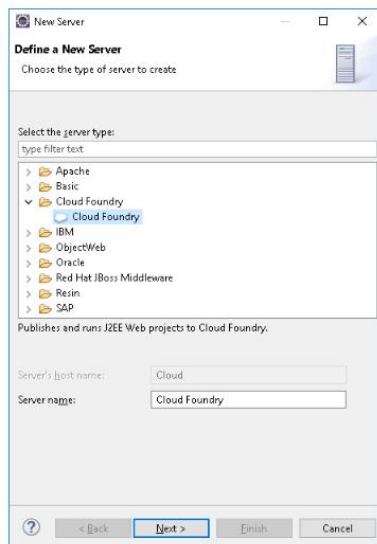 New Server
Define a New Server
Choose the type of server to create
Select the server type:
type filter text
Apache
Basic
Cloud Foundry
Cloud Foundry
IBM
ObjectWeb
Oracle
Red Hat JBoss Middleware
Resin
SAP
Publishes and runs J2EE Web projects to Cloud Foundry.
Server's host name: Cloud
Server name: Cloud Foundry
? < Back Next > Finish Cancel